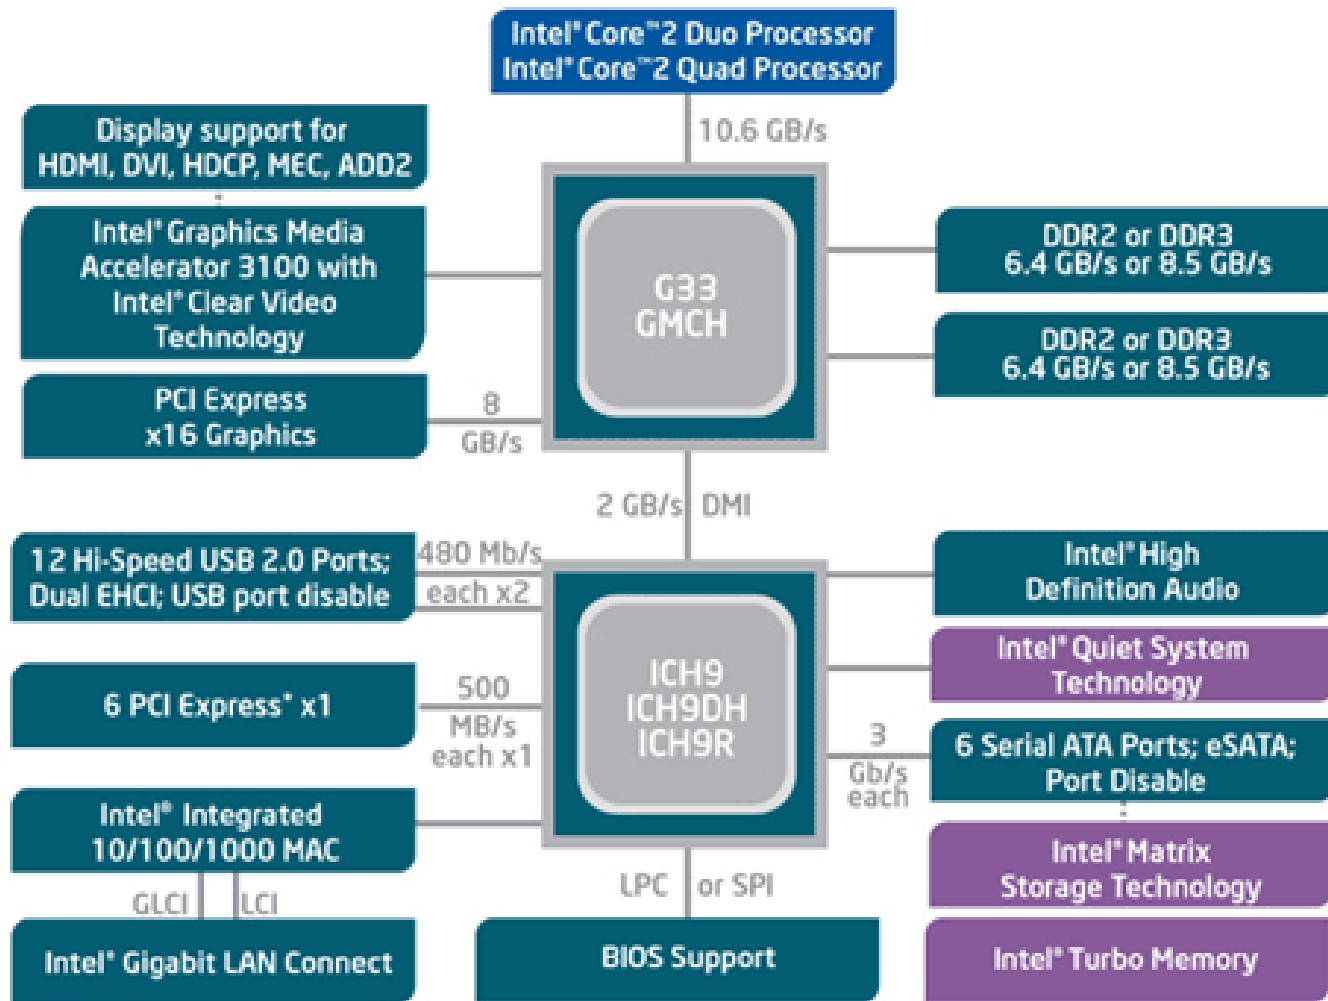 Intel® Core™2 Duo Processor
Intel® Core™2 Quad Processor
10.6 GB/s
Display support for
HDMI, DVI, HDCP, MEC, ADD2
Intel® Graphics Media
Accelerator 3100 with
Intel® Clear Video
Technology
PCI Express
x16 Graphics
8
GB/s
G33
GMCH
DDR2 or DDR3
6.4 GB/s or 8.5 GB/s
DDR2 or DDR3
6.4 GB/s or 8.5 GB/s
2 GB/s DMI
12 Hi-Speed USB 2.0 Ports;
Dual EHCI; USB port disable
480 Mb/s
each x2
6 PCI Express* x1
500
MB/s
each x1
Intel® Integrated
10/100/1000 MAC
GLCI LCI
Intel® Gigabit LAN Connect
ICH9
ICH9DH
ICH9R
LPC or SPI
BIOS Support
Intel® High
Definition Audio
Intel® Quiet System
Technology
3
Gb/s
each
6 Serial ATA Ports; eSATA;
Port Disable
Intel® Matrix
Storage Technology
Intel® Turbo Memory